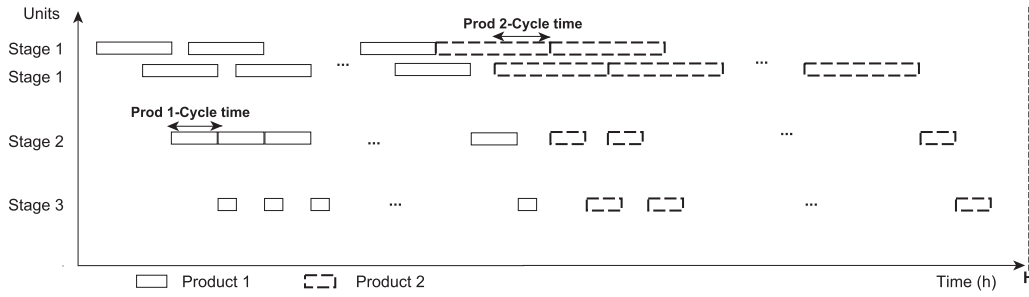 Units
Prod 2-Cycle time
Stage 1
...
...
Stage 1
Prod 1-Cycle time
Stage 2
...
...
Stage 3
...
...
Product 1
Product 2
Time (h)
H